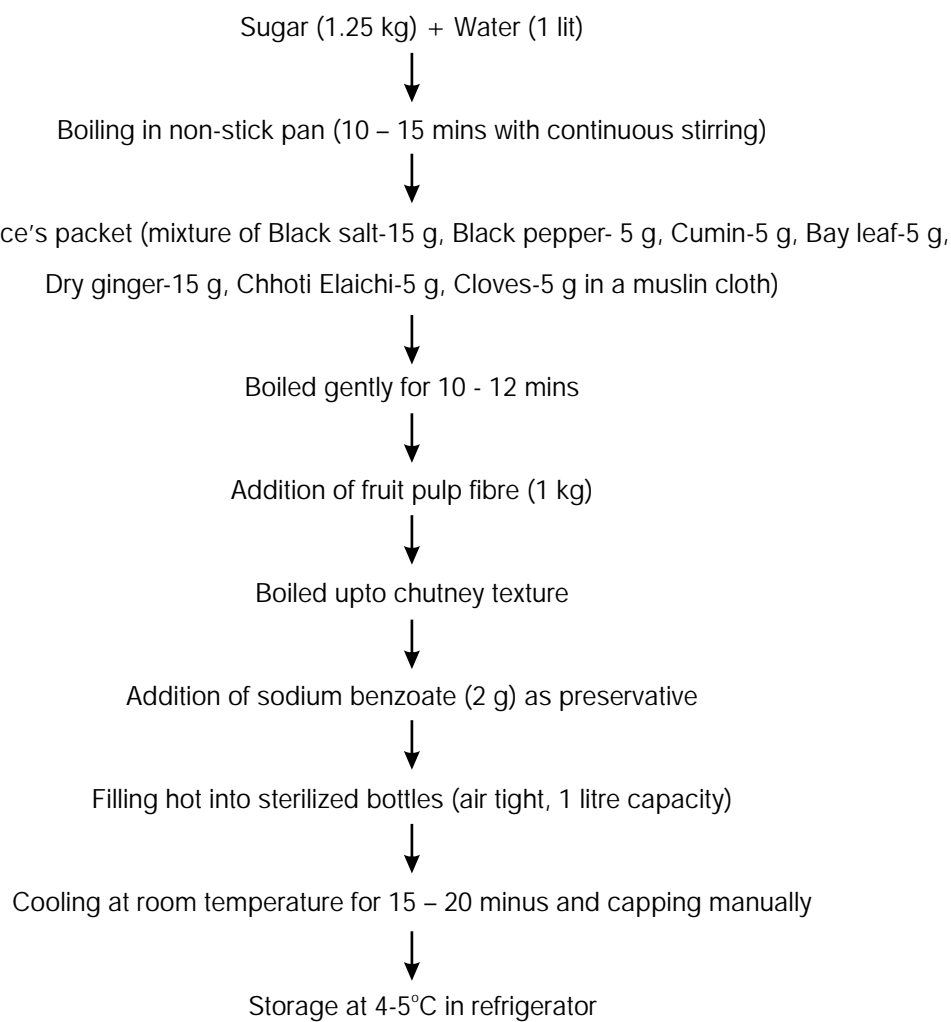 Sugar (1.25 kg) + Water (1 lit)
Boiling in non-stick pan (10 – 15 mins with continuous stirring)
ce's packet (mixture of Black salt-15 g, Black pepper- 5 g, Cumin-5 g, Bay leaf-5 g,
Dry ginger-15 g, Chhoti Elaichi-5 g, Cloves-5 g in a muslin cloth)
Boiled gently for 10 - 12 mins
Addition of fruit pulp fibre (1 kg)
Boiled upto chutney texture
Addition of sodium benzoate (2 g) as preservative
Filling hot into sterilized bottles (air tight, 1 litre capacity)
Cooling at room temperature for 15 – 20 minus and capping manually
Storage at 4-5°C in refrigerator